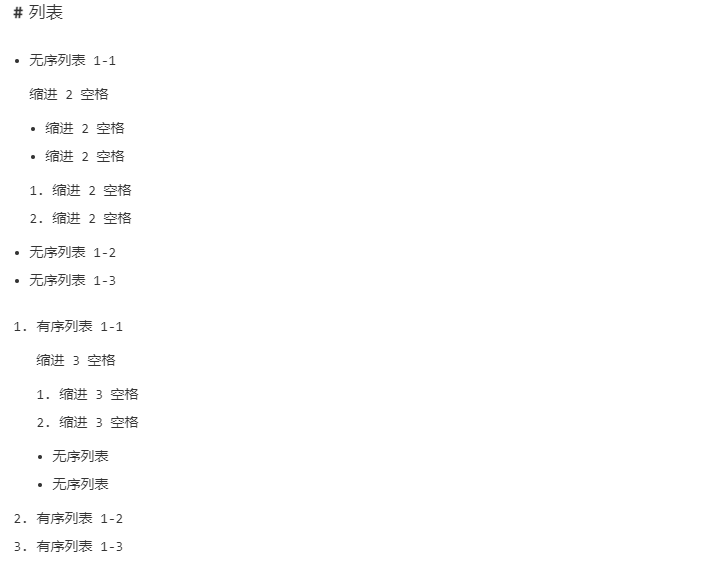 # 列表
• 无序列表 1-1
缩进 2 空格
• 缩进 2 空格
• 缩进 2 空格
1. 缩进 2 空格
2. 缩进 2 空格
• 无序列表 1-2
• 无序列表 1-3
1. 有序列表 1-1
缩进 3 空格
1. 缩进 3 空格
2. 缩进 3 空格
• 无序列表
• 无序列表
2. 有序列表 1-2
3. 有序列表 1-3